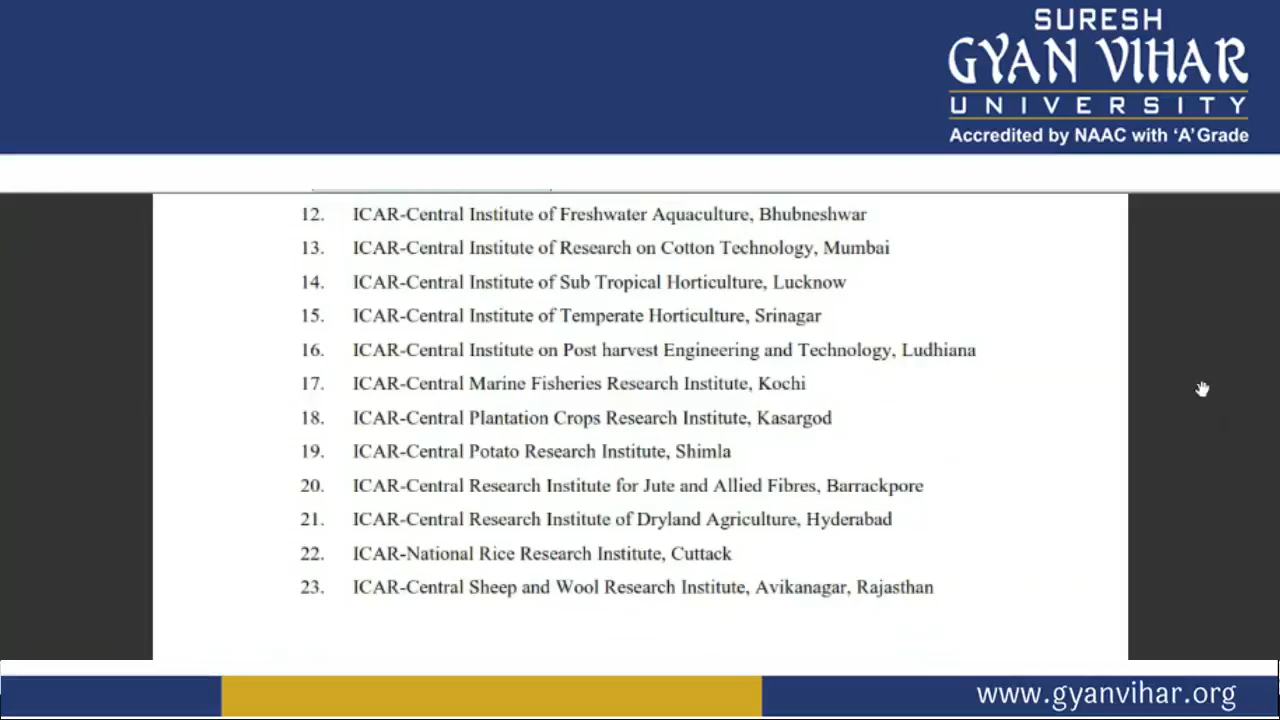 SURESH
GYAN VIHAR
UNIVERSITY
Accredited by NAAC with ‘A’ Grade
12. ICAR-Central Institute of Freshwater Aquaculture, Bhubneshwar
13. ICAR-Central Institute of Research on Cotton Technology, Mumbai
14. ICAR-Central Institute of Sub Tropical Horticulture, Lucknow
15. ICAR-Central Institute of Temperate Horticulture, Srinagar
16. ICAR-Central Institute on Post harvest Engineering and Technology, Ludhiana
17. ICAR-Central Marine Fisheries Research Institute, Kochi
18. ICAR-Central Plantation Crops Research Institute, Kasargod
19. ICAR-Central Potato Research Institute, Shimla
20. ICAR-Central Research Institute for Jute and Allied Fibres, Barrackpore
21. ICAR-Central Research Institute of Dryland Agriculture, Hyderabad
22. ICAR-National Rice Research Institute, Cuttack
23. ICAR-Central Sheep and Wool Research Institute, Avikanagar, Rajasthan
www.gyanvihar.org